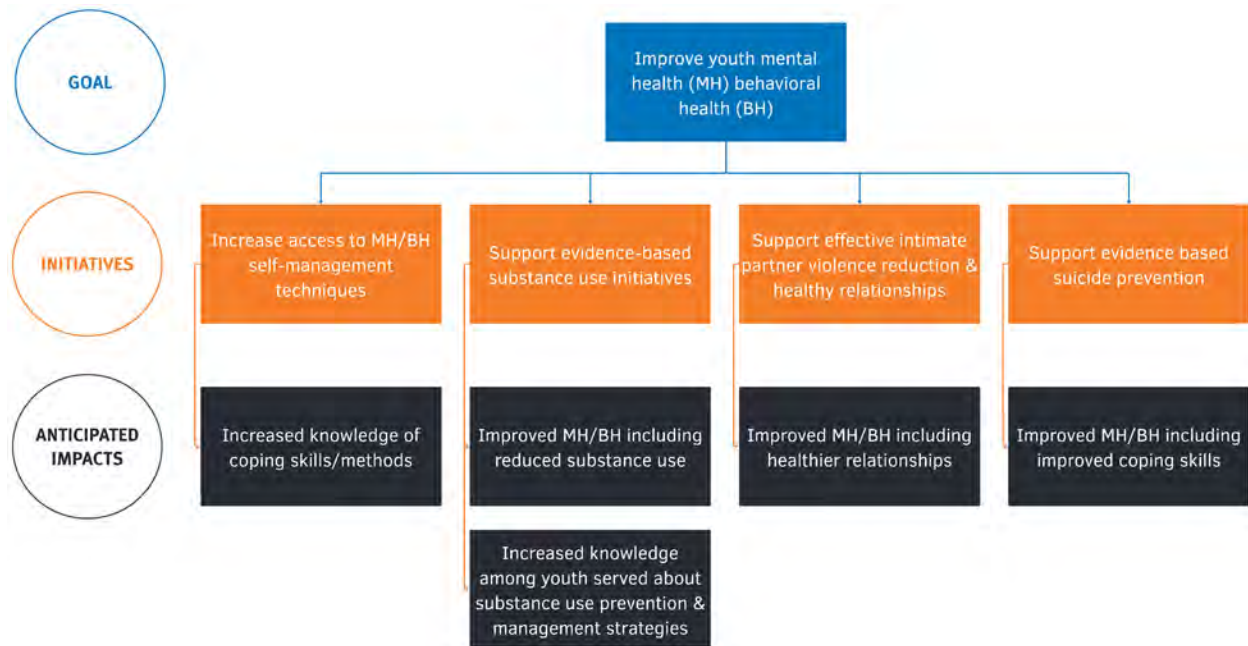 GOAL
Improve youth mental
health (MH) behavioral
health (BH)
INITIATIVES
Increase access to MH/BH
self-management
techniques
Support evidence-based
substance use initiatives
Support effective intimate
partner violence reduction &
healthy relationships
Support evidence based
suicide prevention
ANTICIPATED
IMPACTS
Increased knowledge of
coping skills/methods
Improved MH/BH including
reduced substance use
Improved MH/BH including
healthier relationships
Improved MH/BH including
improved coping skills
Increased knowledge
among youth served about
substance use prevention &
management strategies